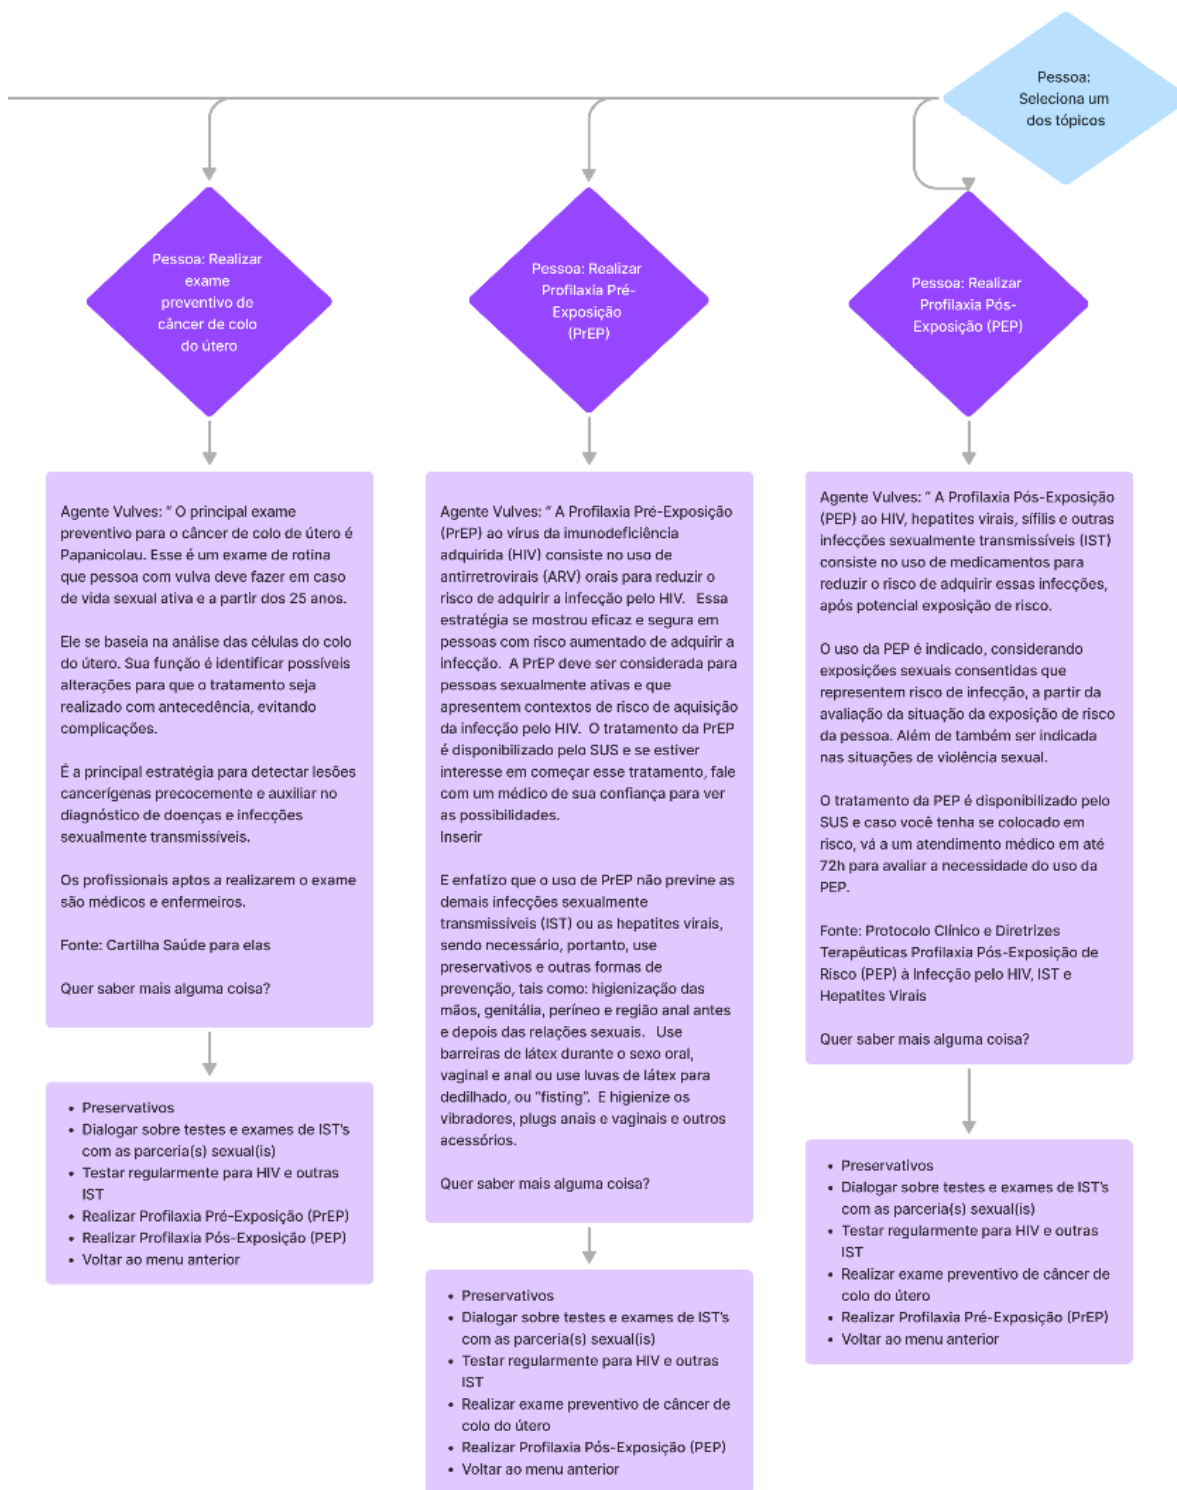 Pessoa:
Seleciona um
dos tópicos
Pessoa: Realizar
exame
preventivo de
câncer de colo
do útero
Pessoa: Realizar
Profilaxia Pré-
Exposição
(PrEP)
Pessoa: Realizar
Profilaxia Pós-
Exposição (PEP)
Agente Vulves: “ O principal exame
preventivo para o câncer de colo de útero é
Papanicolau. Esse é um exame de rotina
que pessoa com vulva deve fazer em caso
de vida sexual ativa e a partir dos 25 anos.
Ele se baseia na análise das células do colo
do útero. Sua função é identificar possíveis
alterações para que o tratamento seja
realizado com antecedência, evitando
complicações.
É a principal estratégia para detectar lesões
cancerígenas precocemente e auxiliar no
diagnóstico de doenças e infecções
sexualmente transmissíveis.
Os profissionais aptos a realizarem o exame
são médicos e enfermeiros.
Fonte: Cartilha Saúde para elas
Quer saber mais alguma coisa?
• Preservativos
• Dialogar sobre testes e exames de IST's
com as parceria(s) sexual(is)
• Testar regularmente para HIV e outras
IST
• Realizar Profilaxia Pré-Exposição (PrEP)
• Realizar Profilaxia Pós-Exposição (PEP)
• Voltar ao menu anterior
Agente Vulves: “ A Profilaxia Pré-Exposição
(PrEP) ao vírus da imunodeficiência
adquirida (HIV) consiste no uso de
antirretrovirais (ARV) orais para reduzir o
risco de adquirir a infecção pelo HIV. Essa
estratégia se mostrou eficaz e segura em
pessoas com risco aumentado de adquirir a
infecção. A PrEP deve ser considerada para
pessoas sexualmente ativas e que
apresentem contextos de risco de aquisição
da infecção pelo HIV. O tratamento da PrEP
é disponibilizado pelo SUS e se estiver
interesse em começar esse tratamento, fale
com um médico de sua confiança para ver
as possibilidades.
Inserir
E enfatizo que o uso de PrEP não previne as
demais infecções sexualmente
transmissíveis (IST) ou as hepatites virais,
sendo necessário, portanto, use
preservativos e outras formas de
prevenção, tais como: higienização das
mãos, genitália, períneo e região anal antes
e depois das relações sexuais. Use
barreiras de látex durante o sexo oral,
vaginal e anal ou use luvas de látex para
dedilhado, ou “fisting”. E higienize os
vibradores, plugs anais e vaginais e outros
acessórios.
Quer saber mais alguma coisa?
• Preservativos
• Dialogar sobre testes e exames de IST's
com as parceria(s) sexual(is)
• Testar regularmente para HIV e outras
IST
• Realizar exame preventivo de câncer de
colo do útero
• Realizar Profilaxia Pós-Exposição (PEP)
• Voltar ao menu anterior
Agente Vulves: “ A Profilaxia Pós-Exposição
(PEP) ao HIV, hepatites virais, sífilis e outras
infecções sexualmente transmissíveis (IST)
consiste no uso de medicamentos para
reduzir o risco de adquirir essas infecções,
após potencial exposição de risco.
O uso da PEP é indicado, considerando
exposições sexuais consentidas que
representem risco de infecção, a partir da
avaliação da situação da exposição de risco
da pessoa. Além de também ser indicada
nas situações de violência sexual.
O tratamento da PEP é disponibilizado pelo
SUS e caso você tenha se colocado em
risco, vá a um atendimento médico em até
72h para avaliar a necessidade do uso da
PEP.
Fonte: Protocolo Clínico e Diretrizes
Terapêuticas Profilaxia Pós-Exposição de
Risco (PEP) à Infecção pelo HIV, IST e
Hepatites Virais
Quer saber mais alguma coisa?
• Preservativos
• Dialogar sobre testes e exames de IST's
com as parceria(s) sexual(is)
• Testar regularmente para HIV e outras
IST
• Realizar exame preventivo de câncer de
colo do útero
• Realizar Profilaxia Pré-Exposição (PrEP)
• Voltar ao menu anterior